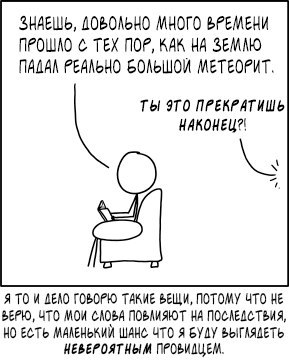 ЗНАЕШЬ, ДОВОЛЬНО МНОГО ВРЕМЕНИ
ПРОШЛО С ТЕХ ПОР, КАК НА ЗЕМЛЮ
ПАДАЛ РЕАЛЬНО БОЛЬШОЙ МЕТЕОРИТ.
ТЫ ЭТО ПРЕКРАТИШЬ
НАКОНЕЦ?!
Я ТО И ДЕЛО ГОВОРЮ ТАКИЕ ВЕЩИ, ПОТОМУ ЧТО НЕ
ВЕРЮ, ЧТО МОИ СЛОВА ПОВЛИЯЮТ НА ПОСЛЕДСТВИЯ,
НО ЕСТЬ МАЛЕНЬКИЙ ШАНС ЧТО Я БУДУ ВЫГЛЯДЕТЬ
НЕВЕРОЯТНЫМ ПРОВИДЦЕМ.